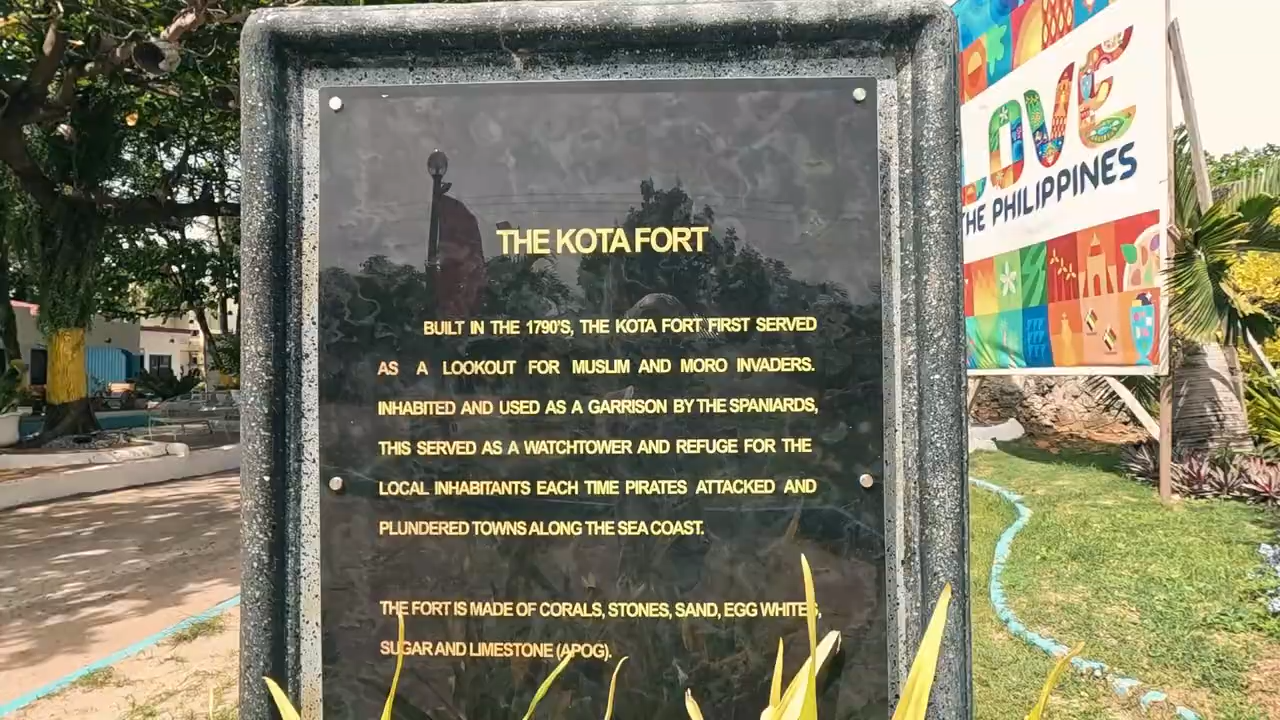 THE KOTA FORT
BUILT IN THE 1790'S, THE KOTA FORT FIRST SERVED
AS A LOOKOUT FOR MUSLIM AND MORO INVADERS.
INHABITED AND USED AS A GARRISON BY THE SPANIARDS,
THIS SERVED AS A WATCHTOWER AND REFUGE FOR THE
LOCAL INHABITANTS EACH TIME PIRATES ATTACKED AND
PLUNDERED TOWNS ALONG THE SEA COAST.
THE FORT IS MADE OF CORALS, STONES, SAND, EGG WHITES,
SUGAR AND LIMESTONE (APOG).
LOVE
THE PHILIPPINES